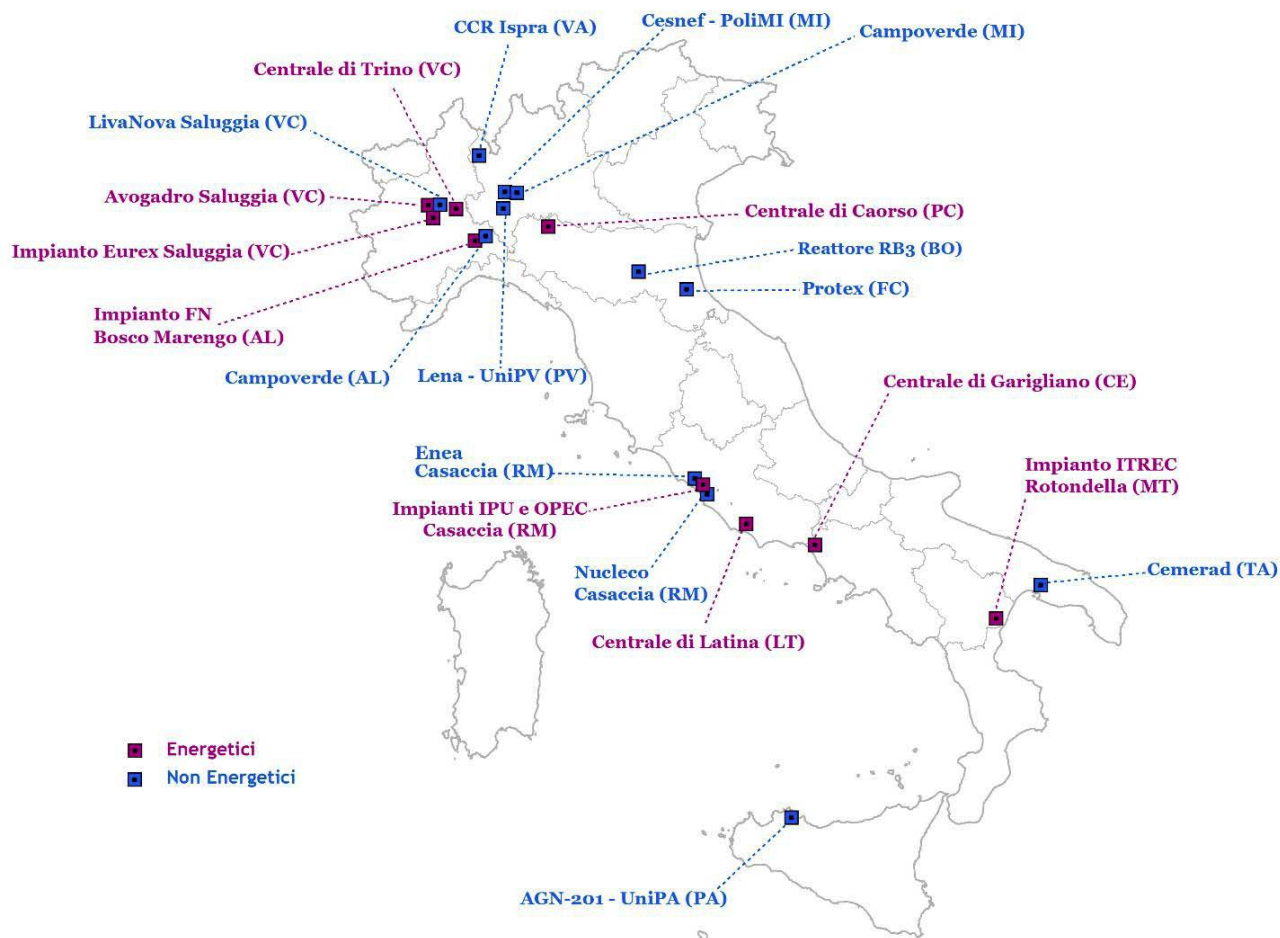 Cesnef - PoliMI (MI)
CCR Ispra (VA)
Campoverde (MI)
Centrale di Trino (VC)
LivaNova Saluggia (VC)
Avogadro Saluggia (VC)
Centrale di Caorso (PC)
Impianto Eurex Saluggia (VC)
Reattore RB3 (BO)
Protex (FC)
Impianto FN
Bosco Marengo (AL)
Campoverde (AL)
Lena - UniPV (PV)
Centrale di Garigliano (CE)
Enea
Casaccia (RM)
Impianto ITREC
Rotondella (MT)
Impianti IPU e OPEC
Casaccia (RM)
Nucleco
Casaccia (RM)
Cemerad (TA)
Centrale di Latina (LT)
Energetici
Non Energetici
AGN-201 - UniPA (PA)